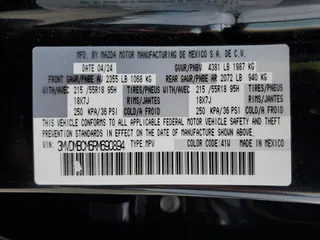 MFD. BY MAZDA MOTOR MANUFACTURING DE MEXICO S.A. DE C.V.
DATE 04/24 GVWR/PNBV 4381 LB 1987 KG
FRONT GAWR/PNBE AV 2355 LB 1068 KG REAR GAWR/PNBE AR 2072 LB 940 KG
WITH/AVEC 215 /55R18 95H TIRES/PNEUS WITH/AVEC 215 /55R18 95H TIRES/PNEUS
18X7J RIMS/JANTES 18X7J RIMS/JANTES
250 KPA/36 PSI COLD/A FROID 250 KPA/36 PSI COLD/A FROID
THIS VEHICLE CONFORMS TO ALL APPLICABLE FEDERAL MOTOR VEHICLE SAFETY, BUMPER, AND THEFT
PREVENTION STANDARDS IN EFFECT ON THE DATE OF MANUFACTURE SHOWN ABOVE.
VIN: 3MVDMBCM5RM690894 TYPE: MPV
COLOR CODE: 41W MADE IN MEXICO